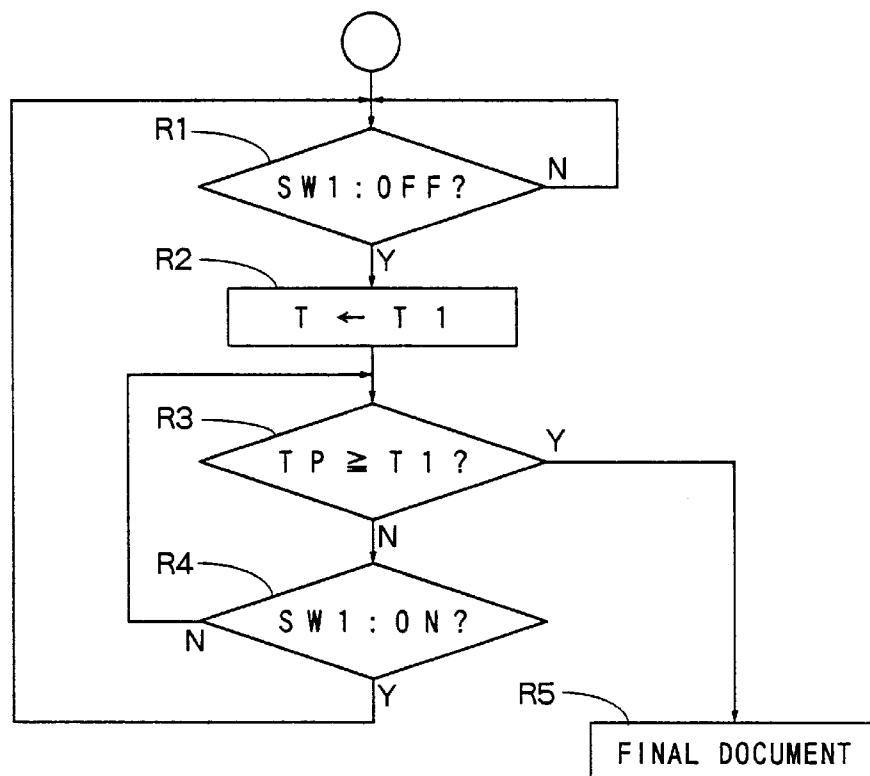 R1
SW1:OFF?
N
Y
R2
T ← T1
R3
TP ≧ T1?
Y
N
R4
SW1:ON?
N
Y
R5
FINAL DOCUMENT